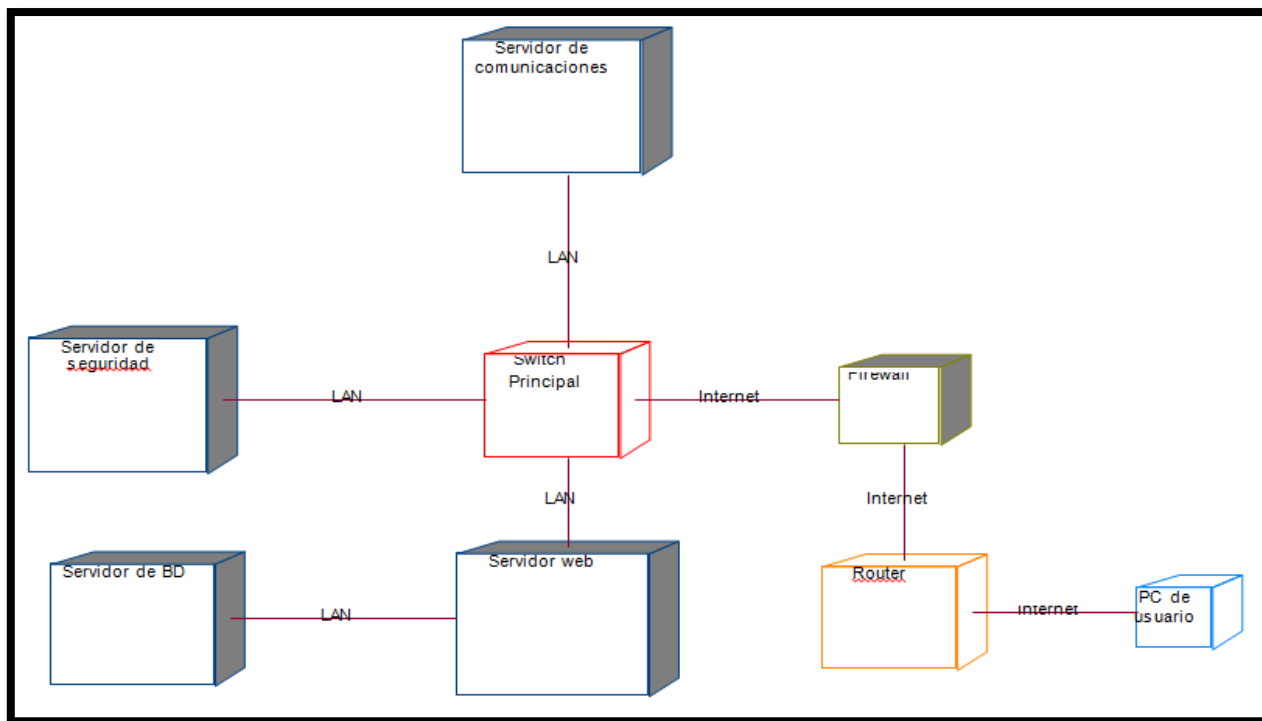 Servidor de
comunicaciones
LAN
Servidor de
seguridad
LAN
Switch
Principal
Internet
Firewall
LAN
Internet
Servidor de BD
LAN
Servidor web
Router
Internet
PC de
usuario